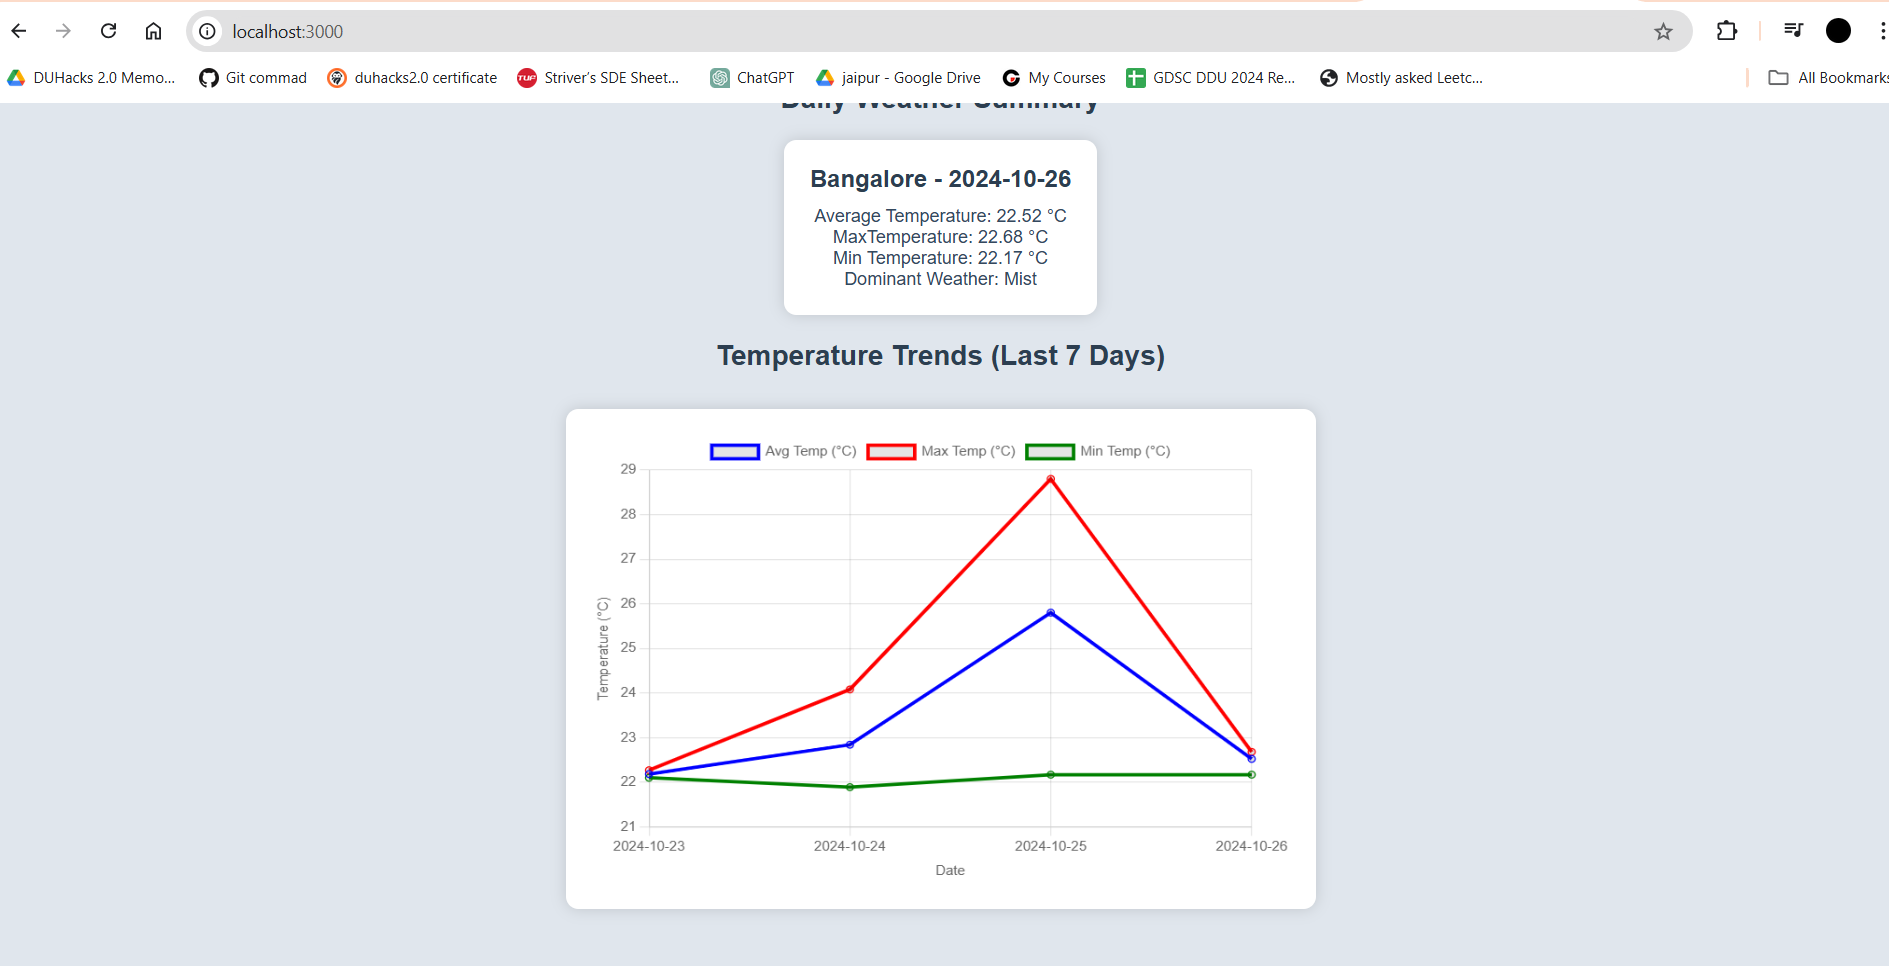 localhost:3000
DUHacks 2.0 Memo...
Git commad
duhacks2.0 certificate
TUF
Striver's SDE Sheet...
ChatGPT
jaipur - Google Drive
My Courses
GDSC DDU 2024 Re...
Mostly asked Leetc...
All Bookmarks
Daily Weather Summary
Bangalore - 2024-10-26
Average Temperature: 22.52 °C
MaxTemperature: 22.68 °C
Min Temperature: 22.17 °C
Dominant Weather: Mist
Temperature Trends (Last 7 Days)
Avg Temp (°C)
Max Temp (°C)
Min Temp (°C)
29
28
27
26
25
24
23
22
21
Temperature (°C)
2024-10-23
2024-10-24
2024-10-25
2024-10-26
Date